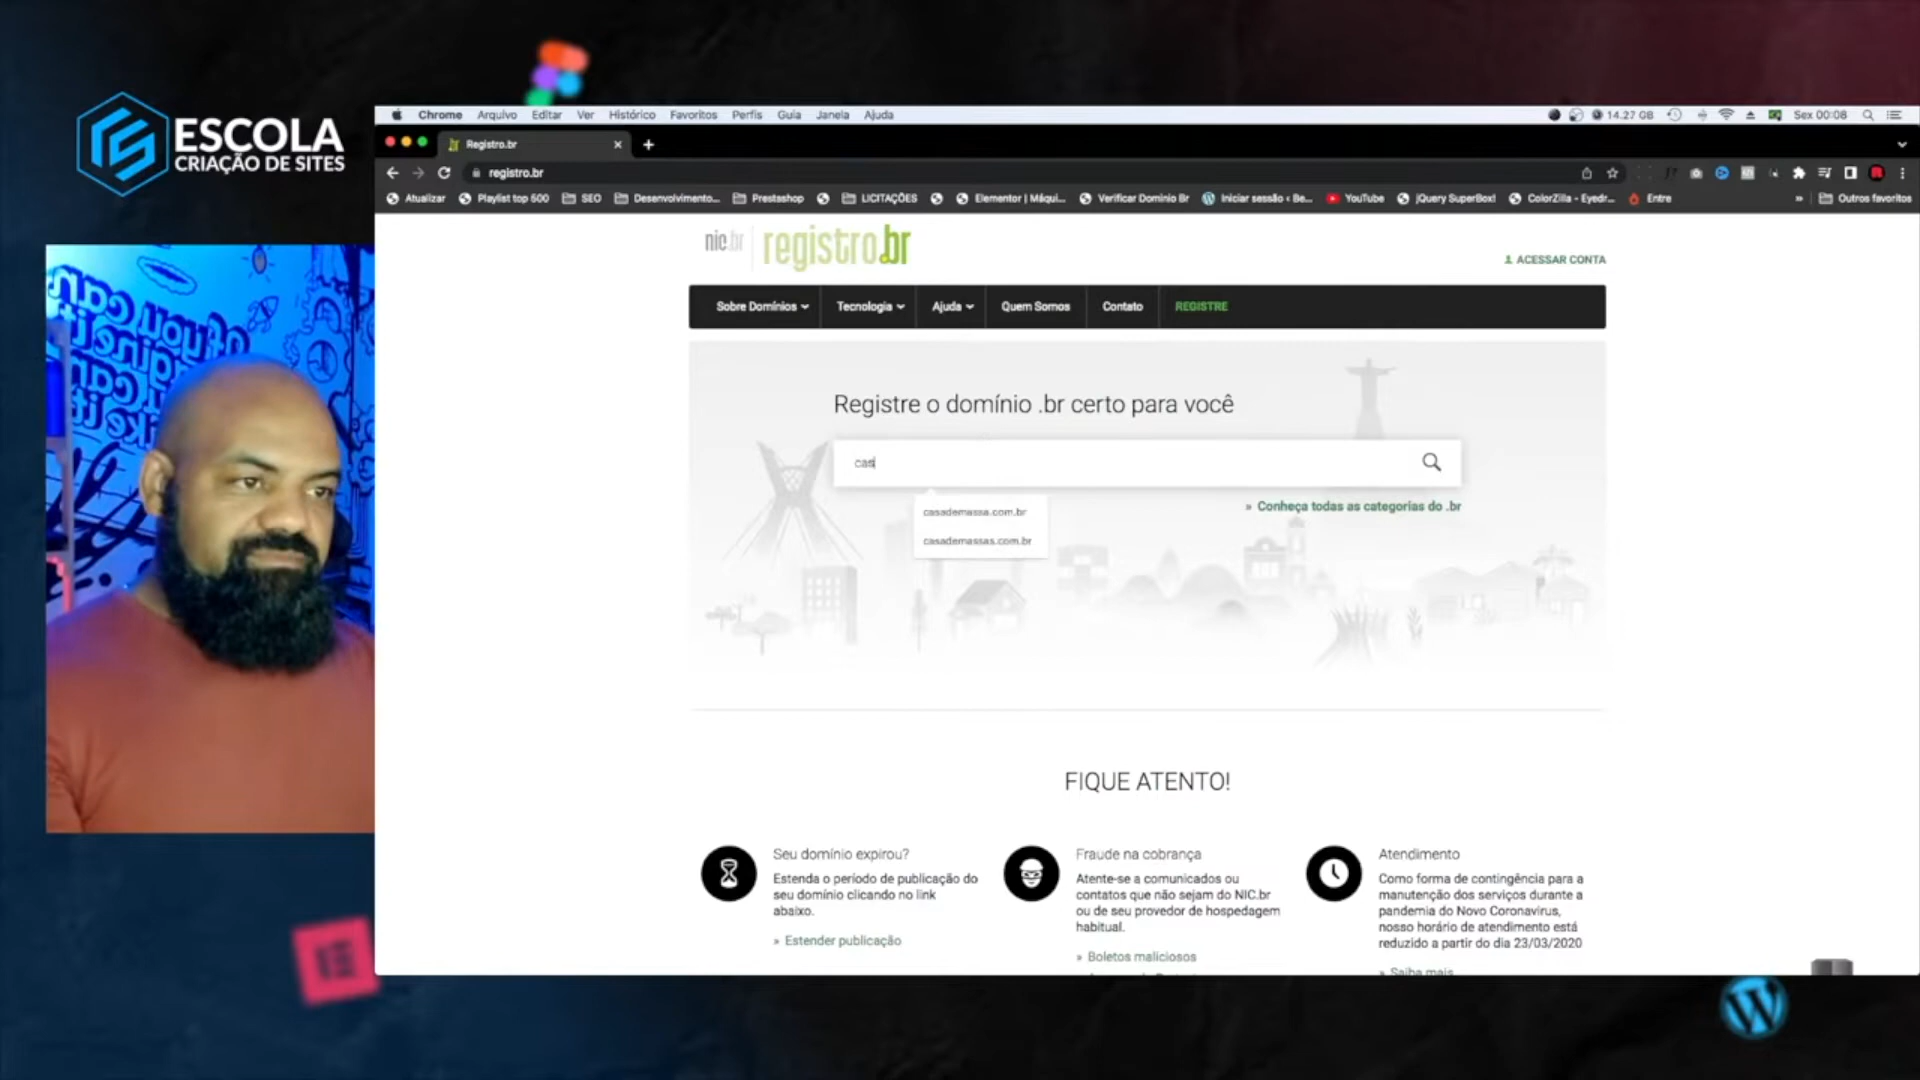 ESCOLA
CRIAÇÃO DE SITES
Chrome Arquivo Editar Ver Histórico Favoritos Perfis Guia Janela Ajuda 14.27 GB Sex 00:08
Registro.br
registro.br
Atualizar Playlist top 500 SEO Desenvolvimento... Prestashop LICITAÇÕES Elementor | Máqui... Verificar Domínio Br Iniciar sessão ‹ Be... YouTube jQuery SuperBox! ColorZilla - Eyedr... Entre » Outros favoritos
nic.br registro.br
ACESSAR CONTA
Sobre Domínios Tecnologia Ajuda Quem Somos Contato REGISTRE
Registre o domínio .br certo para você
cas
» Conheça todas as categorias do .br
casademassa.com.br
casademassas.com.br
FIQUE ATENTO!
Seu domínio expirou?
Estenda o período de publicação do
seu domínio clicando no link
abaixo.
» Estender publicação
Fraude na cobrança
Atente-se a comunicados ou
contatos que não sejam do NIC.br
ou de seu provedor de hospedagem
habitual.
» Boletos maliciosos
Atendimento
Como forma de contingência para a
manutenção dos serviços durante a
pandemia do Novo Coronavírus,
nosso horário de atendimento está
reduzido a partir do dia 23/03/2020
» Saiba mais